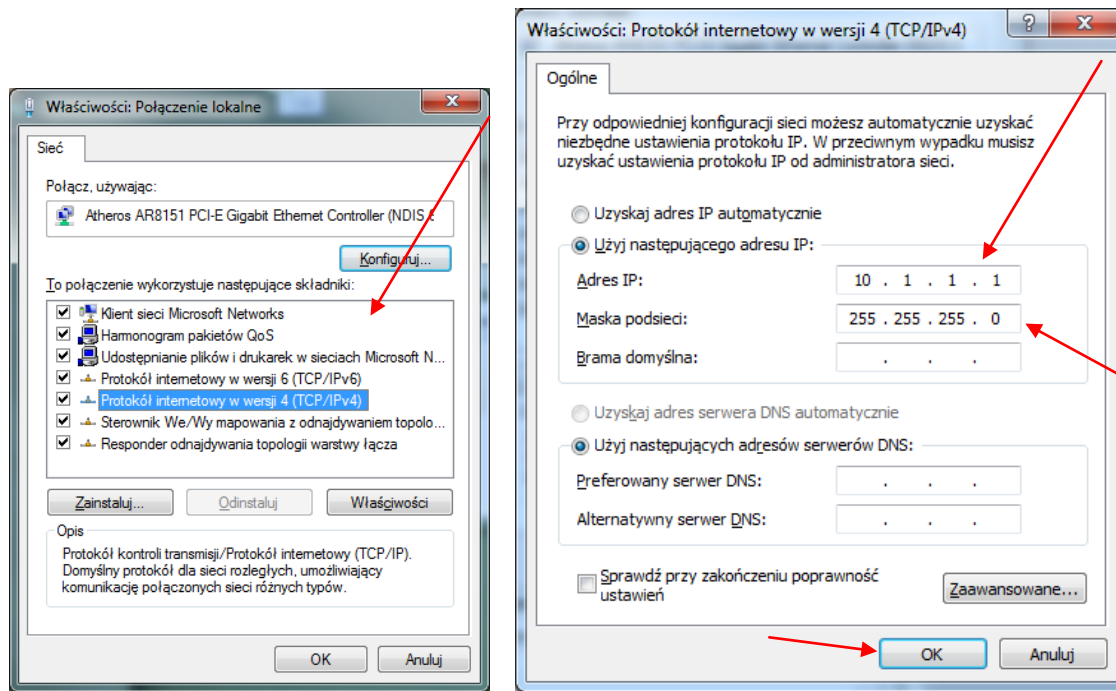 Właściwości: Połączenie lokalne
Sieć
Połącz, używając:
Atheros AR8151 PCI-E Gigabit Ethernet Controller (NDIS
Konfiguruj...
To połączenie wykorzystuje następujące składniki:
Klient sieci Microsoft Networks
Harmonogram pakietów QoS
Udostępnianie plików i drukarek w sieciach Microsoft N...
Protokół internetowy w wersji 6 (TCP/IPv6)
Protokół internetowy w wersji 4 (TCP/IPv4)
Sterownik We/Wy mapowania z odnajdywaniem topolo...
Responder odnajdywania topologii warstwy łącza
Zainstaluj...
Odinstaluj
Właściwości
Opis
Protokół kontroli transmisji/Protokół internetowy (TCP/IP).
Domyślny protokół dla sieci rozległych, umożliwiający
komunikację połączonych sieci różnych typów.
OK
Anuluj
Właściwości: Protokół internetowy w wersji 4 (TCP/IPv4)
Ogólne
Przy odpowiedniej konfiguracji sieci możesz automatycznie uzyskać
niezbędne ustawienia protokołu IP. W przeciwnym wypadku musisz
uzyskać ustawienia protokołu IP od administratora sieci.
Uzyskaj adres IP automatycznie
Użyj następującego adresu IP:
Adres IP: 10 . 1 . 1 . 1
Maska podsieci: 255 . 255 . 255 . 0
Brama domyślna: . . .
Uzyskaj adres serwera DNS automatycznie
Użyj następujących adresów serwerów DNS:
Preferowany serwer DNS: . . .
Alternatywny serwer DNS: . . .
Sprawdź przy zakończeniu poprawność
ustawień
Zaawansowane...
OK
Anuluj